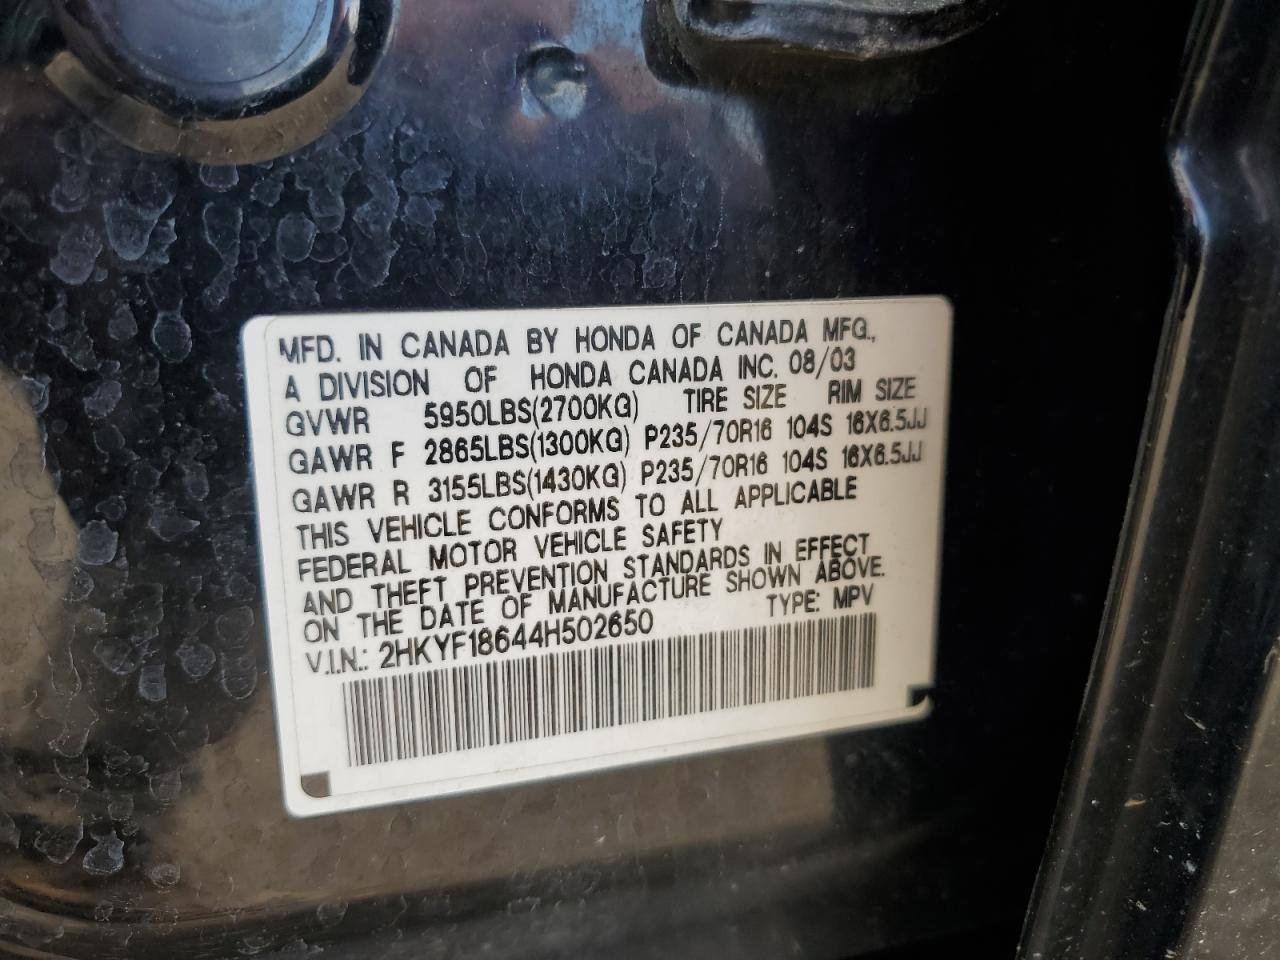 MFD. IN CANADA BY HONDA OF CANADA MFG.,
A DIVISION OF HONDA CANADA INC. 08/03
GVWR 5950LBS(2700KG) TIRE SIZE RIM SIZE
GAWR F 2865LBS(1300KG) P235/70R16 104S 16X6.5JJ
GAWR R 3155LBS(1430KG) P235/70R16 104S 16X6.5JJ
THIS VEHICLE CONFORMS TO ALL APPLICABLE
FEDERAL MOTOR VEHICLE SAFETY
AND THEFT PREVENTION STANDARDS IN EFFECT
ON THE DATE OF MANUFACTURE SHOWN ABOVE.
V.I.N.: 2HKYF18644H502650 TYPE: MPV